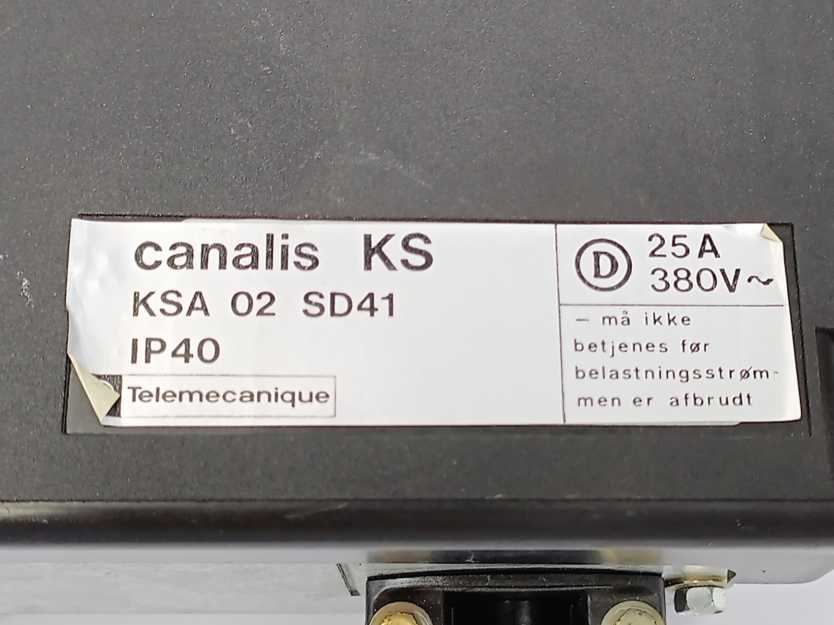 canalis KS
KSA 02 SD41
IP40
Telemecanique
D 25A
380V~
– må ikke
betjenes før
belastningsstrøm-
men er afbrudt